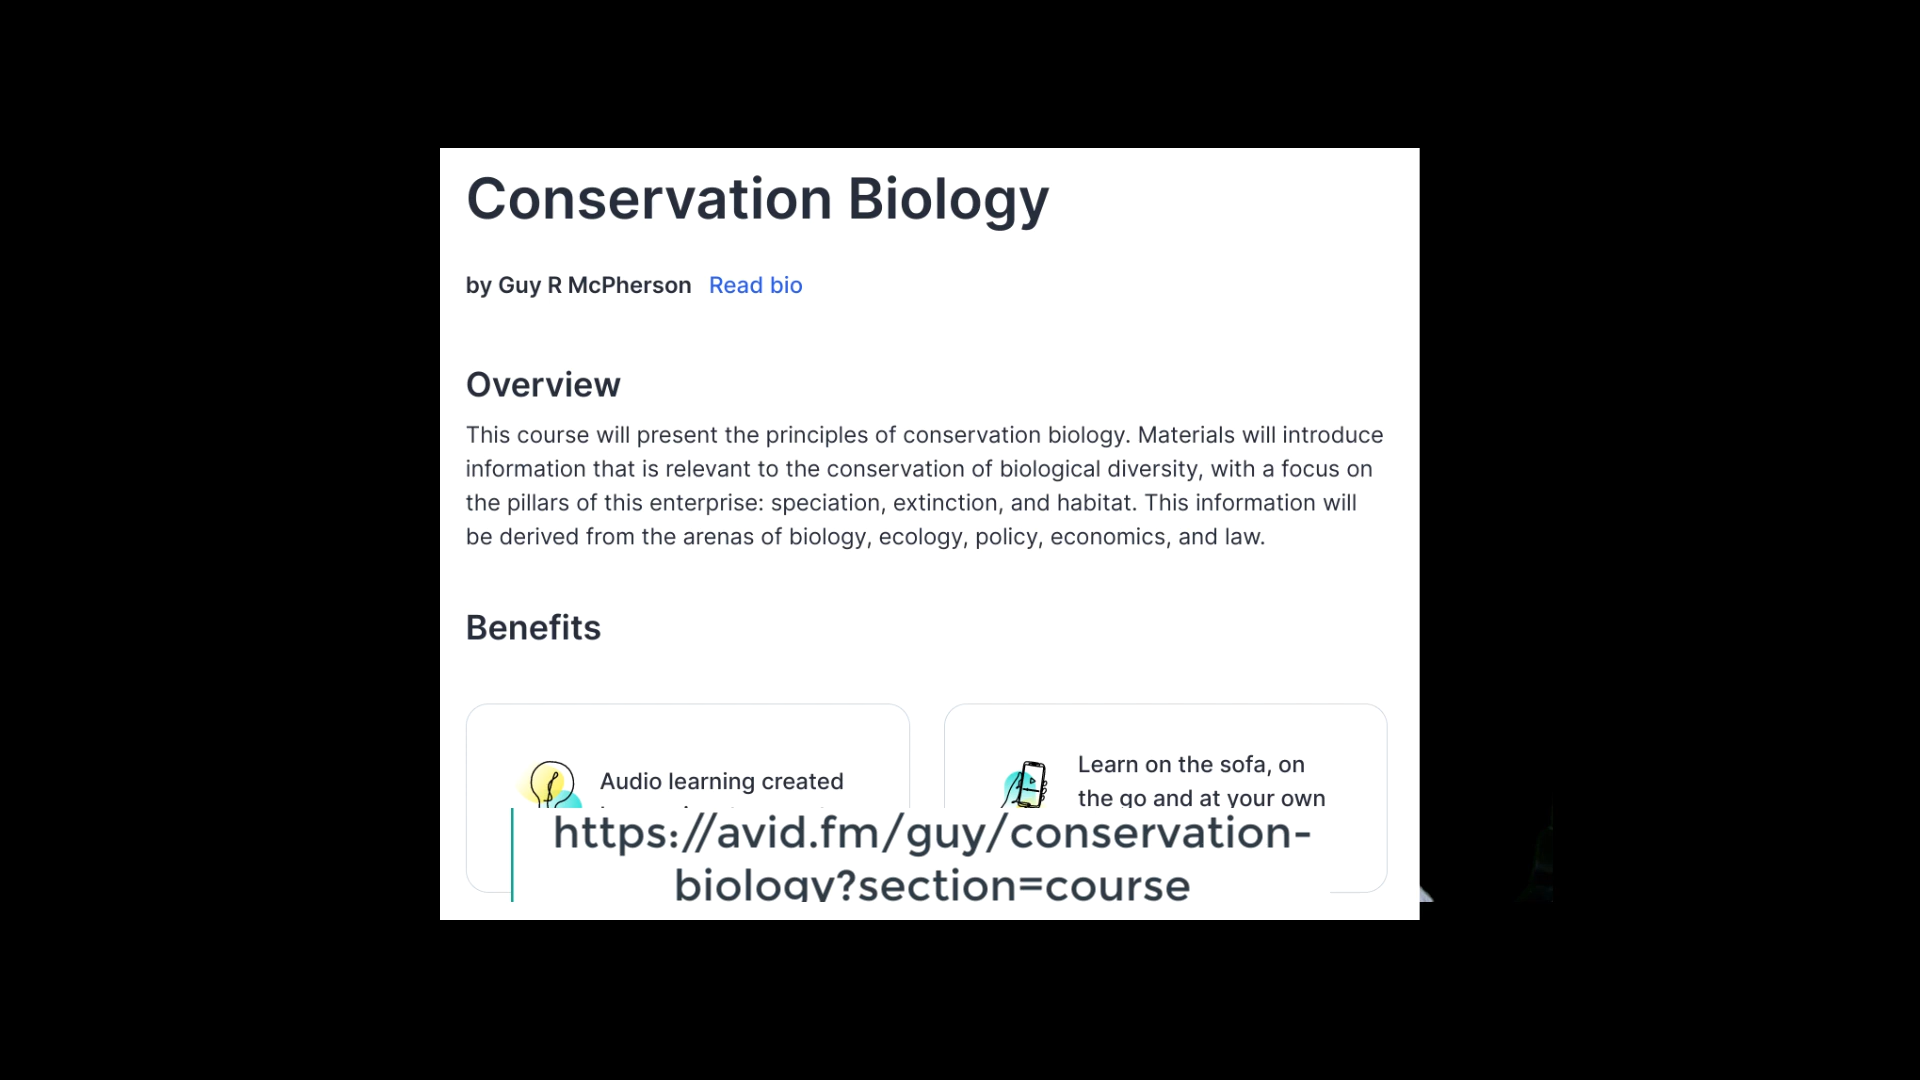 Conservation Biology
by Guy R McPherson Read bio
Overview
This course will present the principles of conservation biology. Materials will introduce
information that is relevant to the conservation of biological diversity, with a focus on
the pillars of this enterprise: speciation, extinction, and habitat. This information will
be derived from the arenas of biology, ecology, policy, economics, and law.
Benefits
Audio learning created
Learn on the sofa, on
the go and at your own
https://avid.fm/guy/conservation-
biology?section=course